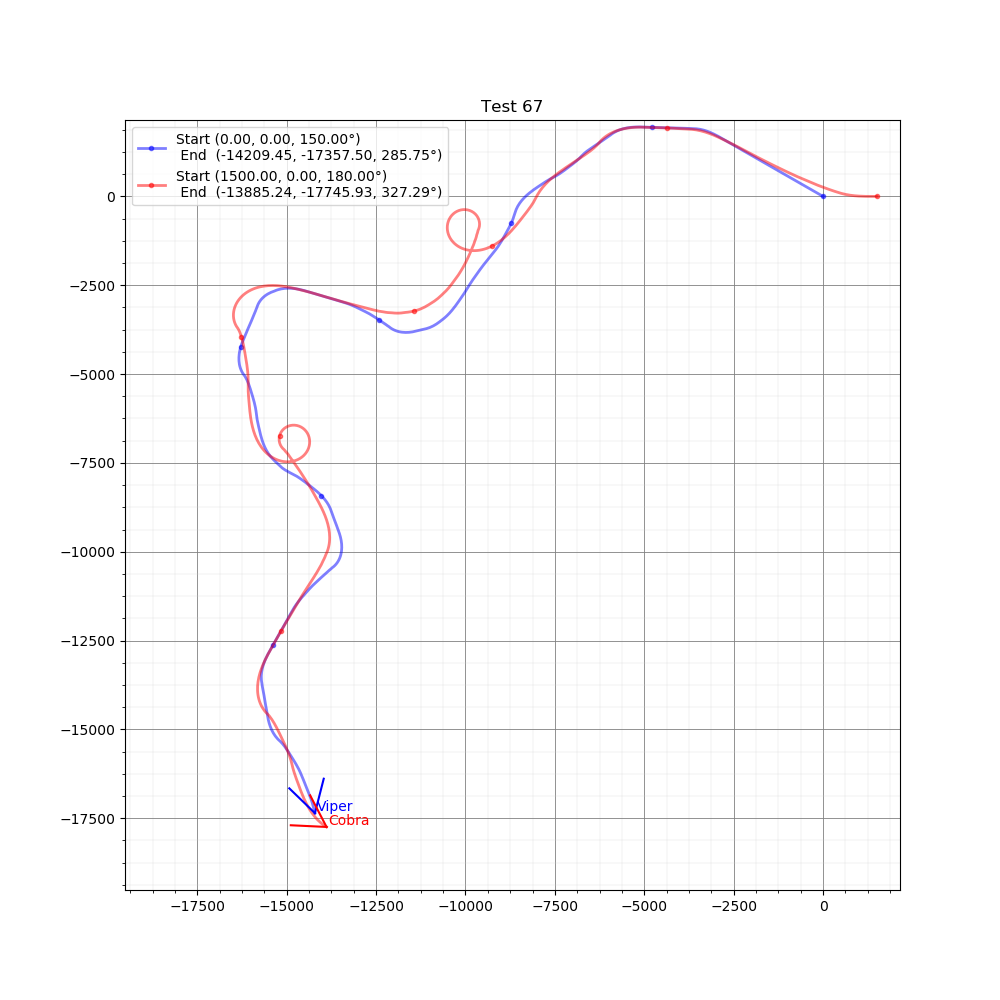 Test 67
Start (0.00, 0.00, 150.00°)
End  (-14209.45, -17357.50, 285.75°)
Start (1500.00, 0.00, 180.00°)
End  (-13885.24, -17745.93, 327.29°)
0
−2500
−5000
−7500
−10000
−12500
−15000
−17500
Viper
Cobra
−17500 −15000 −12500 −10000 −7500 −5000 −2500 0